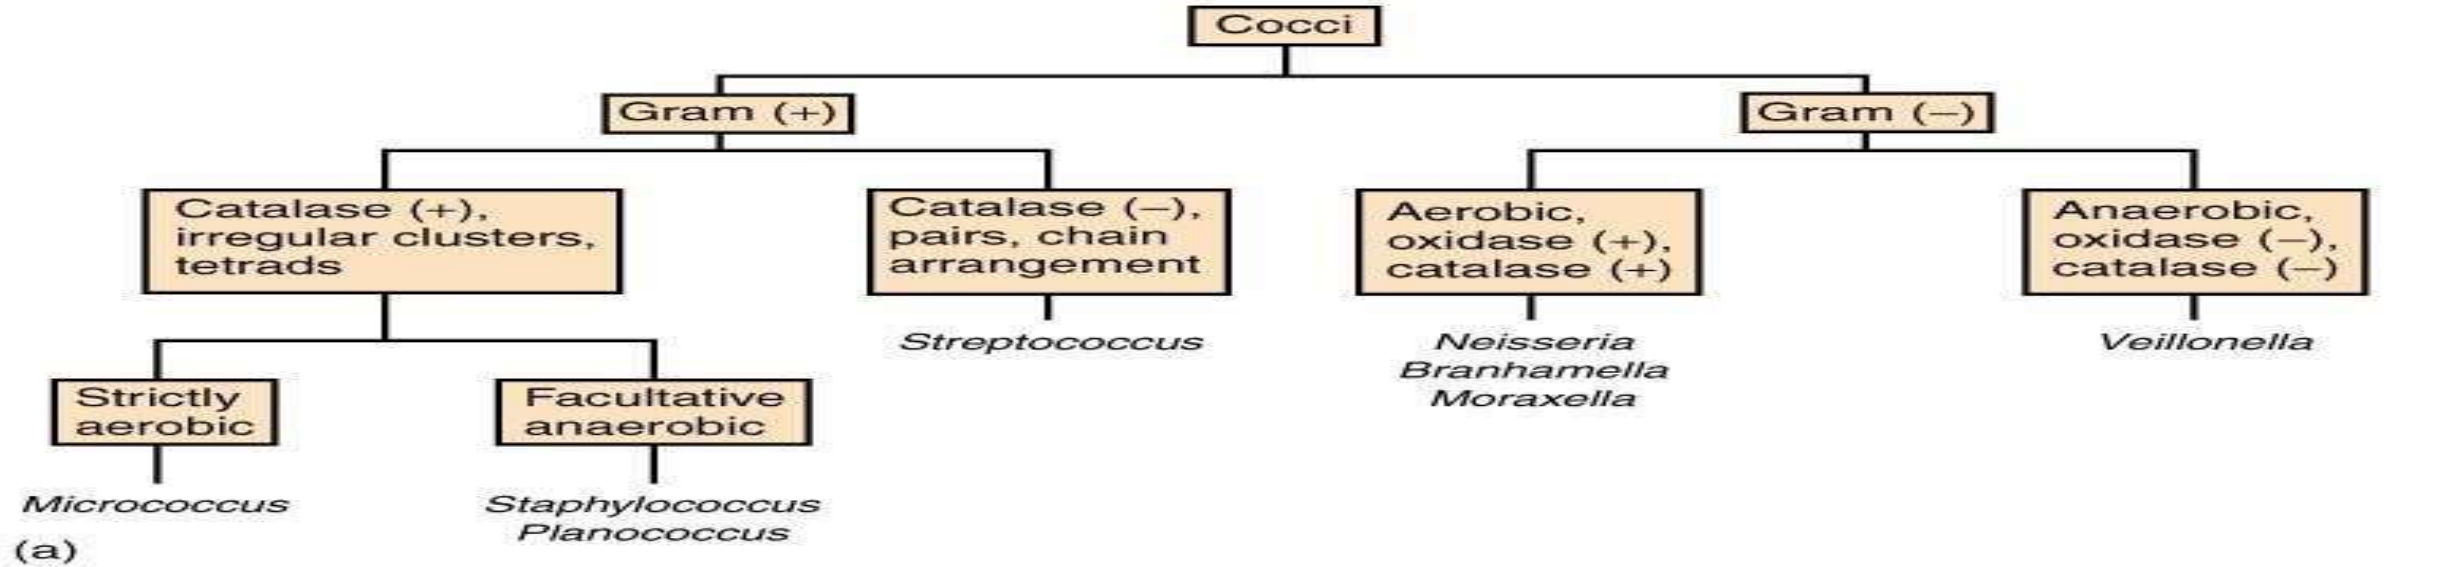 Cocci
Gram (+)
Gram (−)
Catalase (+),
irregular clusters,
tetrads
Catalase (−),
pairs, chain
arrangement
Aerobic,
oxidase (+),
catalase (+)
Anaerobic,
oxidase (−),
catalase (−)
Streptococcus
Neisseria
Branhamella
Moraxella
Veillonella
Strictly
aerobic
Facultative
anaerobic
Micrococcus
Staphylococcus
Planococcus
(a)